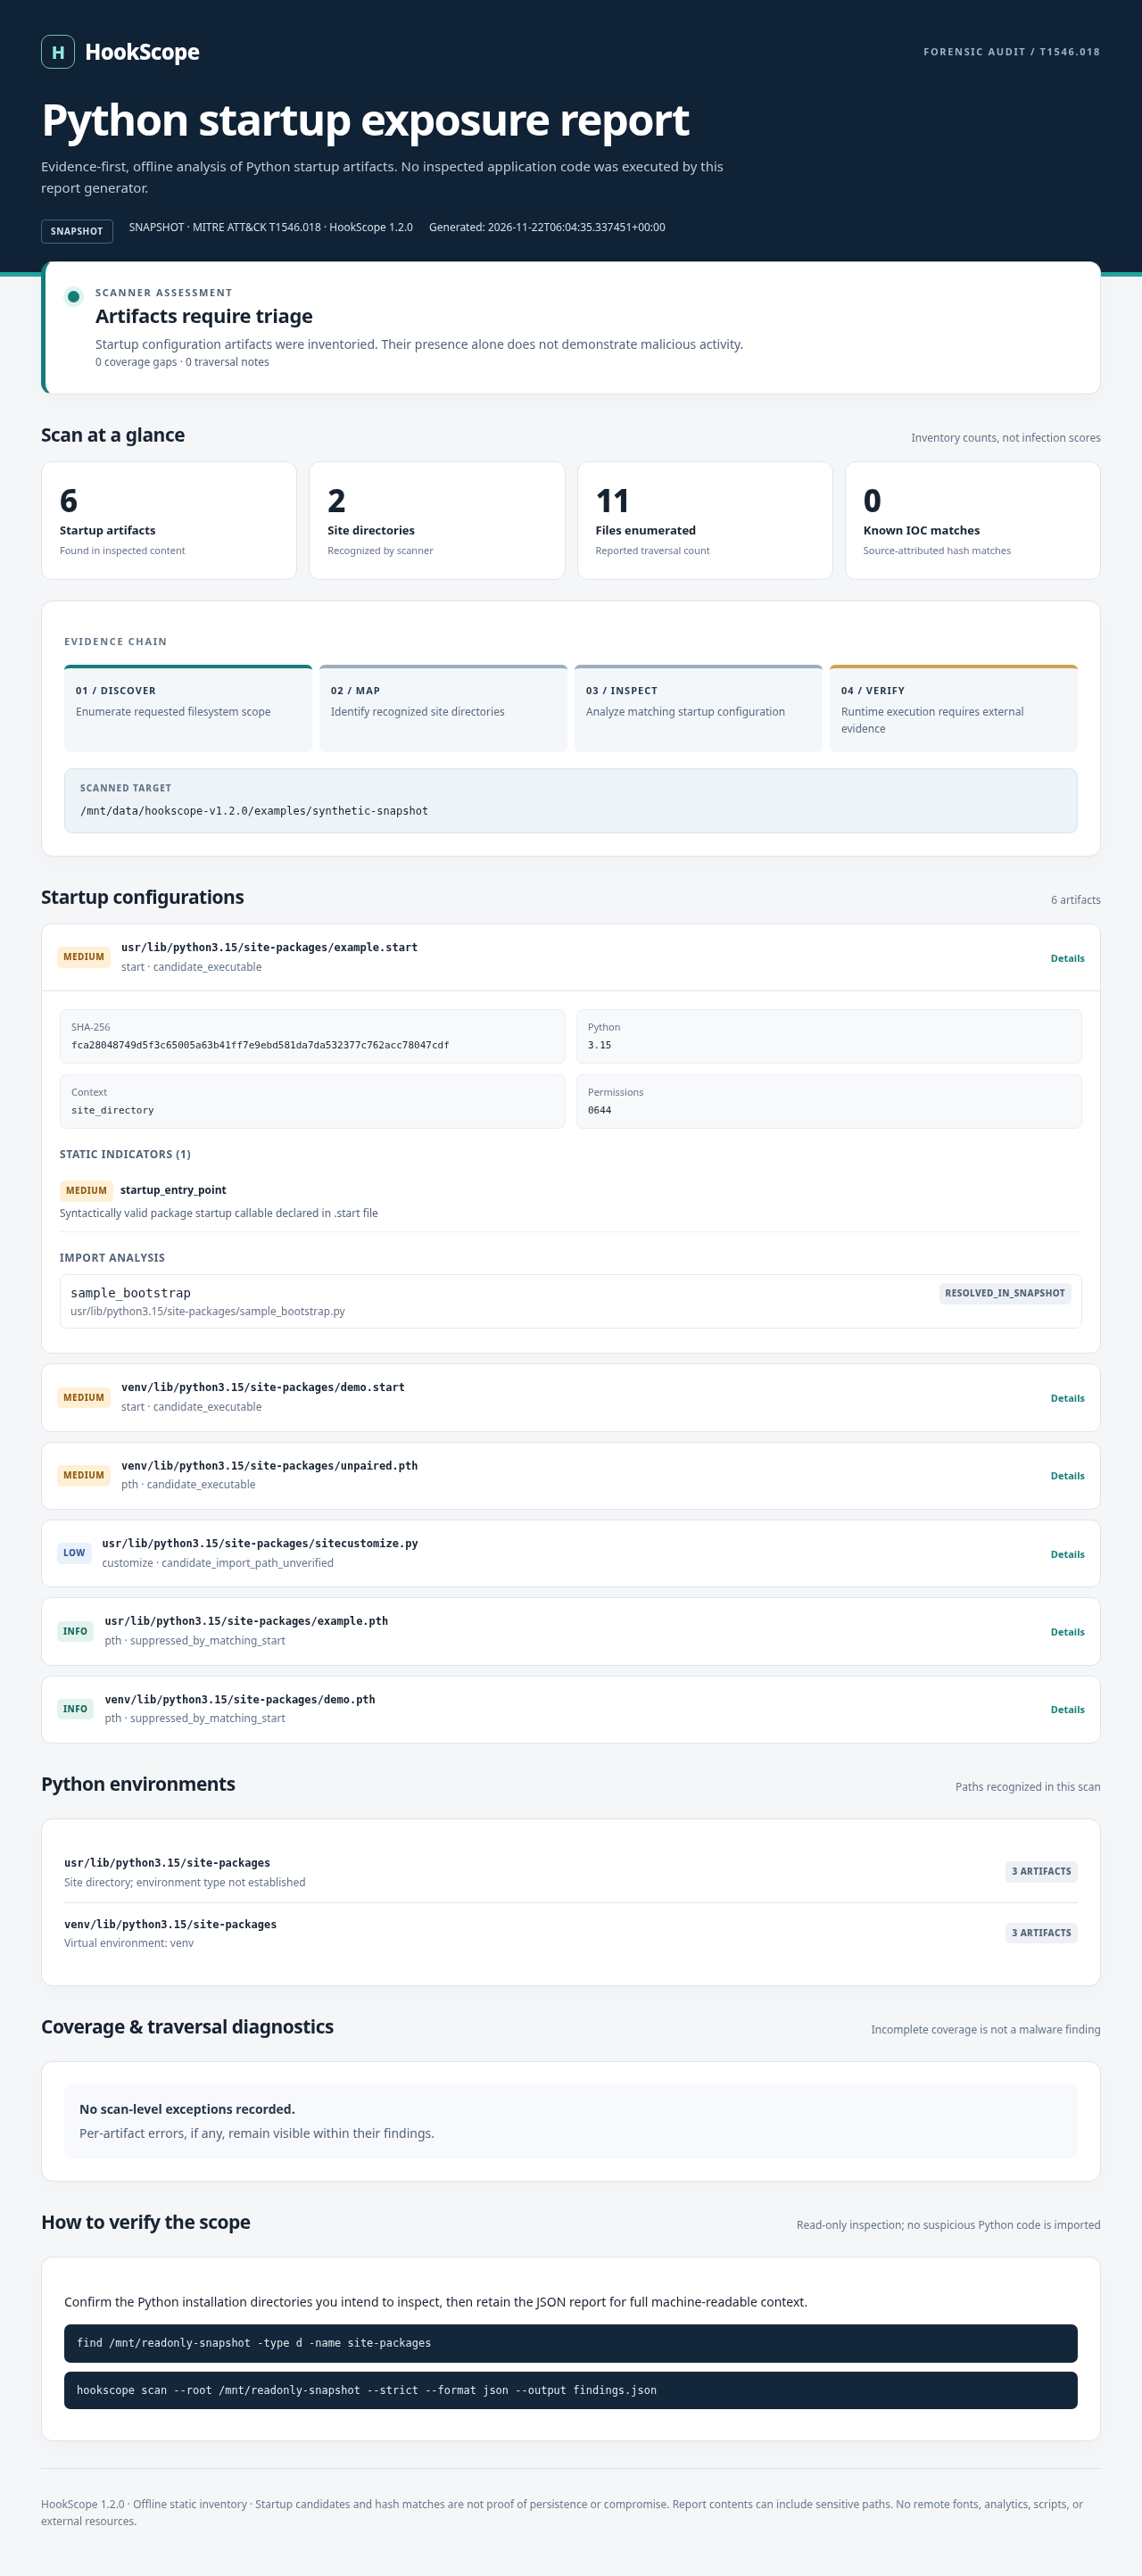 H HookScope
FORENSIC AUDIT / T1546.018
Python startup exposure report
Evidence-first, offline analysis of Python startup artifacts. No inspected application code was executed by this
report generator.
SNAPSHOT
SNAPSHOT · MITRE ATT&CK T1546.018 · HookScope 1.2.0
Generated: 2026-11-22T06:04:35.337451+00:00
SCANNER ASSESSMENT
Artifacts require triage
Startup configuration artifacts were inventoried. Their presence alone does not demonstrate malicious activity.
0 coverage gaps · 0 traversal notes
Scan at a glance
Inventory counts, not infection scores
6
Startup artifacts
Found in inspected content
2
Site directories
Recognized by scanner
11
Files enumerated
Reported traversal count
0
Known IOC matches
Source-attributed hash matches
EVIDENCE CHAIN
01 / DISCOVER
Enumerate requested filesystem scope
02 / MAP
Identify recognized site directories
03 / INSPECT
Analyze matching startup configuration
04 / VERIFY
Runtime execution requires external
evidence
SCANNED TARGET
/mnt/data/hookscope-v1.2.0/examples/synthetic-snapshot
Startup configurations
6 artifacts
MEDIUM
usr/lib/python3.15/site-packages/example.start
start · candidate_executable
Details
SHA-256
fca28048749d5f3c65005a63b41ff7e9ebd581da7da532377c762acc78047cdf
Python
3.15
Context
site_directory
Permissions
0644
STATIC INDICATORS (1)
MEDIUM startup_entry_point
Syntactically valid package startup callable declared in .start file
IMPORT ANALYSIS
sample_bootstrap
usr/lib/python3.15/site-packages/sample_bootstrap.py
RESOLVED_IN_SNAPSHOT
MEDIUM
venv/lib/python3.15/site-packages/demo.start
start · candidate_executable
Details
MEDIUM
venv/lib/python3.15/site-packages/unpaired.pth
pth · candidate_executable
Details
LOW
usr/lib/python3.15/site-packages/sitecustomize.py
customize · candidate_import_path_unverified
Details
INFO
usr/lib/python3.15/site-packages/example.pth
pth · suppressed_by_matching_start
Details
INFO
venv/lib/python3.15/site-packages/demo.pth
pth · suppressed_by_matching_start
Details
Python environments
Paths recognized in this scan
usr/lib/python3.15/site-packages
Site directory; environment type not established
3 ARTIFACTS
venv/lib/python3.15/site-packages
Virtual environment: venv
3 ARTIFACTS
Coverage & traversal diagnostics
Incomplete coverage is not a malware finding
No scan-level exceptions recorded.
Per-artifact errors, if any, remain visible within their findings.
How to verify the scope
Read-only inspection; no suspicious Python code is imported
Confirm the Python installation directories you intend to inspect, then retain the JSON report for full machine-readable context.
find /mnt/readonly-snapshot -type d -name site-packages
hookscope scan --root /mnt/readonly-snapshot --strict --format json --output findings.json
HookScope 1.2.0 · Offline static inventory · Startup candidates and hash matches are not proof of persistence or compromise. Report contents can include sensitive paths. No remote fonts, analytics, scripts, or
external resources.